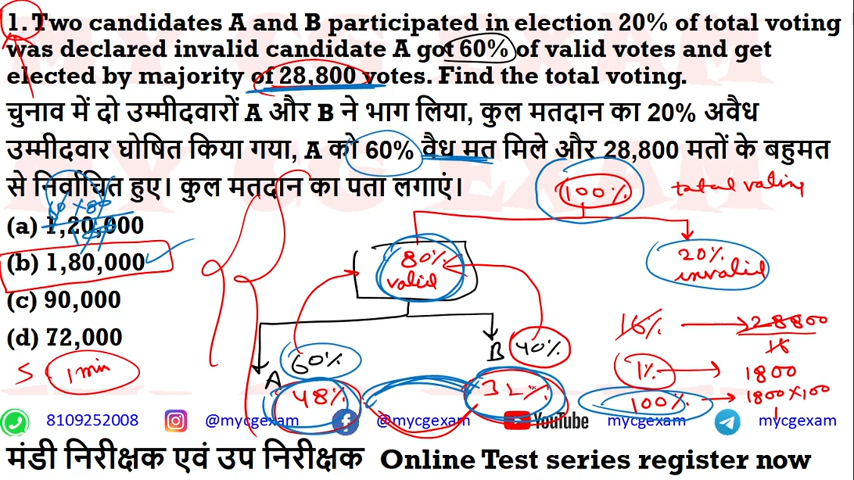 1. Two candidates A and B participated in election 20% of total voting
was declared invalid candidate A got 60% of valid votes and get
elected by majority of 28,800 votes. Find the total voting.
चुनाव में दो उम्मीदवारों A और B ने भाग लिया, कुल मतदान का 20% अवैध
उम्मीदवार घोषित किया गया, A को 60% वैध मत मिले और 28,800 मतों के बहुमत
से निर्वाचित हुए। कुल मतदान का पता लगाएं।
100% total voting
(a) 1,20,000
(b) 1,80,000
80% valid
20% invalid
(c) 90,000
(d) 72,000
16% → 28800
16
B 40%
A 60%
5 1 min
1% → 1800
48%
32%
100% → 1800×100
8109252008 @mycgexam @mycgexam YouTube mycgexam mycgexam
मंडी निरीक्षक एवं उप निरीक्षक Online Test series register now